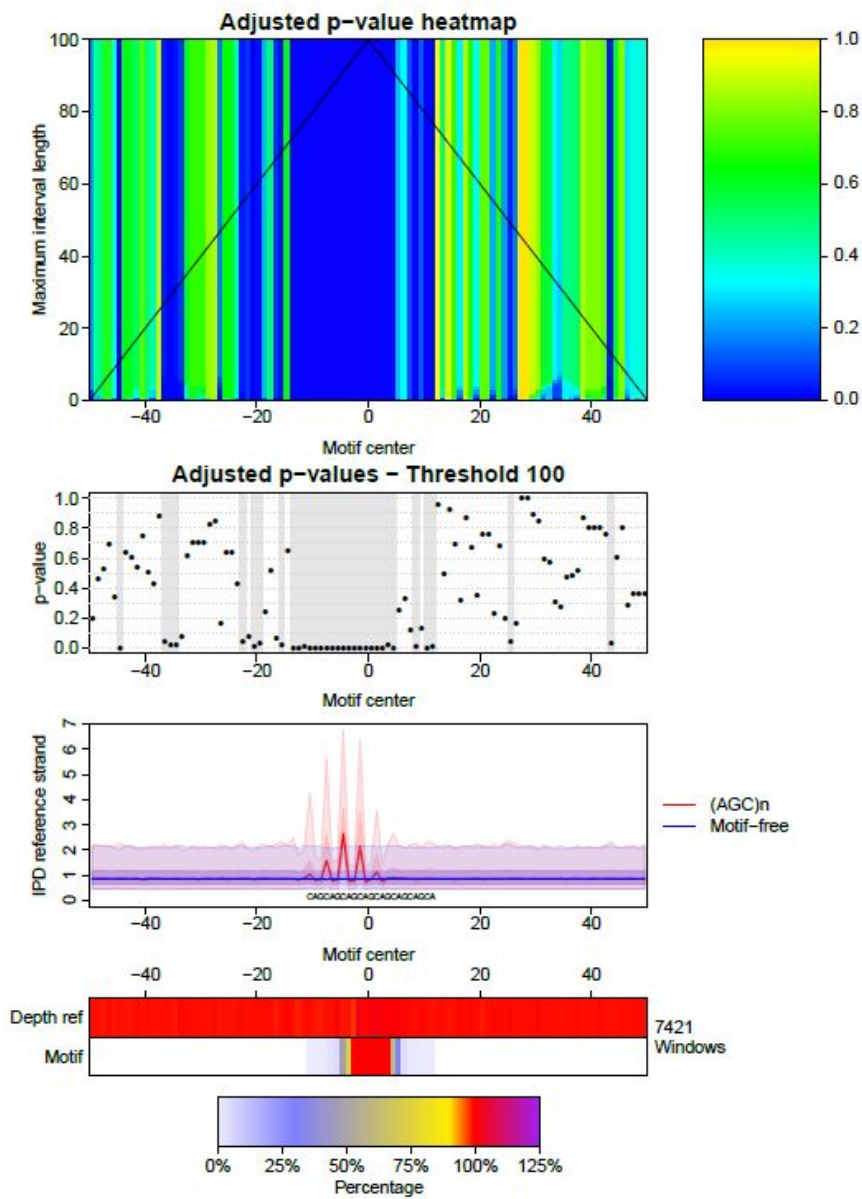 Adjusted p-value heatmap
Maximum interval length
100
80
60
40
20
0
−40 −20 0 20 40
Motif center
1.0
0.8
0.6
0.4
0.2
0.0
Adjusted p-values − Threshold 100
p-value
1.0
0.8
0.6
0.4
0.2
0.0
−40 −20 0 20 40
Motif center
IPD reference strand
7
6
5
4
3
2
1
0
CAGCAGCAGCAGCAGCAGCAGCA
(AGC)n
Motif-free
−40 −20 0 20 40
Motif center
−40 −20 0 20 40
Depth ref
Motif
7421
Windows
0% 25% 50% 75% 100% 125%
Percentage